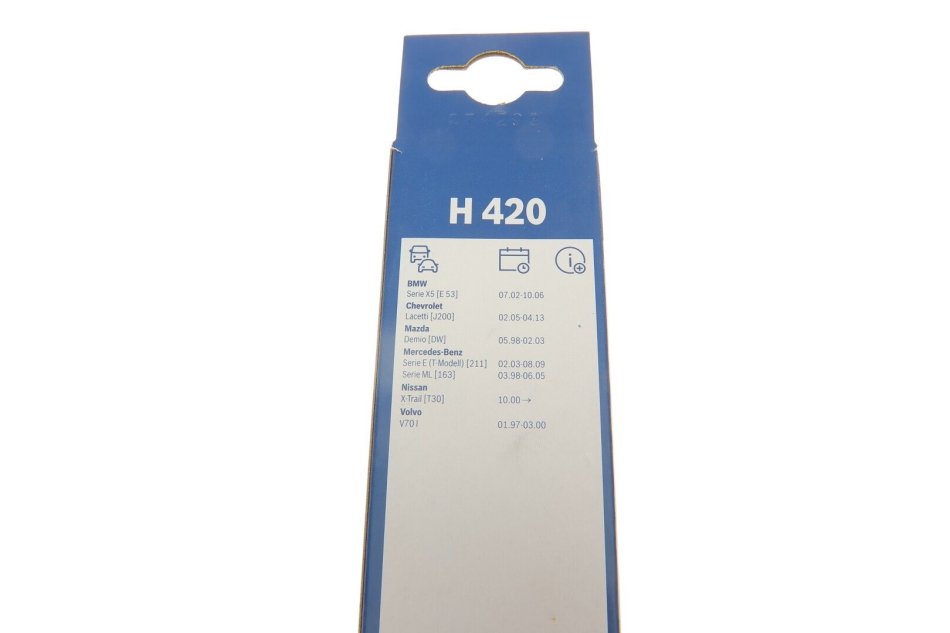 H 420
BMW
Serie X5 [E 53] 07.02-10.06
Chevrolet
Lacetti [J200] 02.05-04.13
Mazda
Demio [DW] 05.98-02.03
Mercedes-Benz
Serie E (T-Modell) [211] 02.03-08.09
Serie ML [163] 03.98-06.05
Nissan
X-Trail [T30] 10.00→
Volvo
V70 I 01.97-03.00